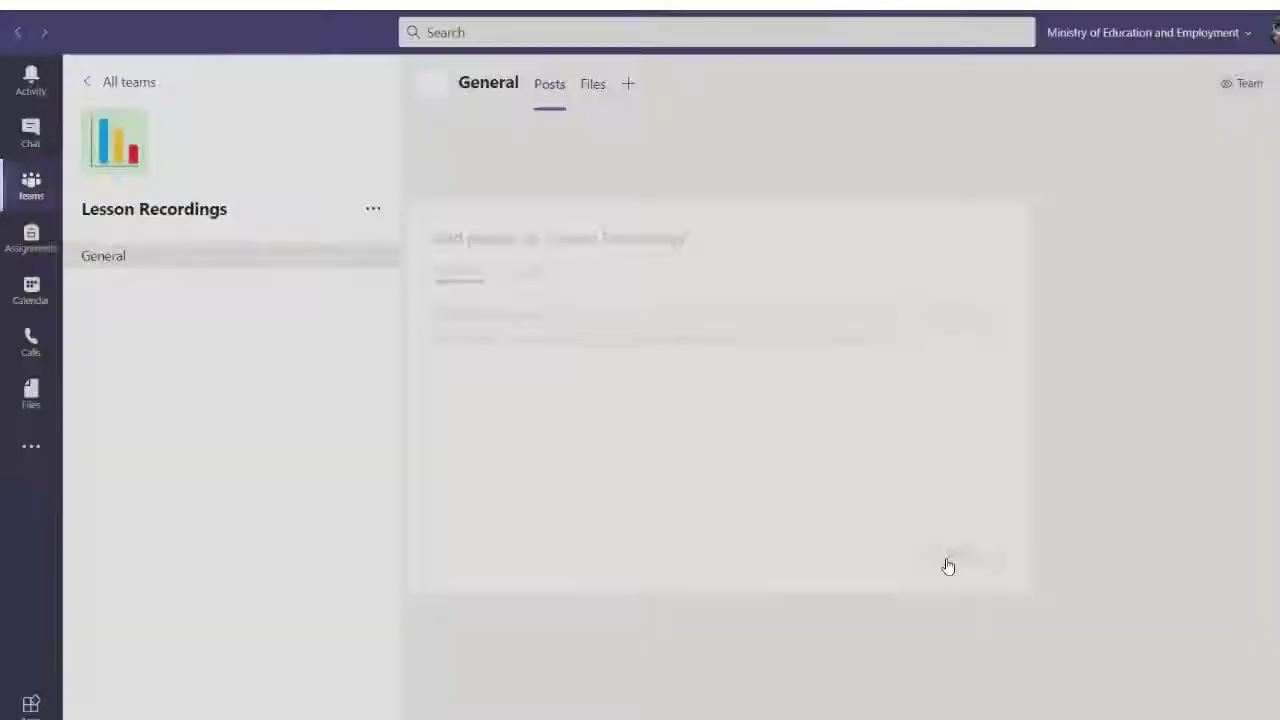 Search
Ministry of Education and Employment
Activity
Chat
Teams
Assignments
Calendar
Calls
Files
All teams
Lesson Recordings
General
General
Posts
Files
Team